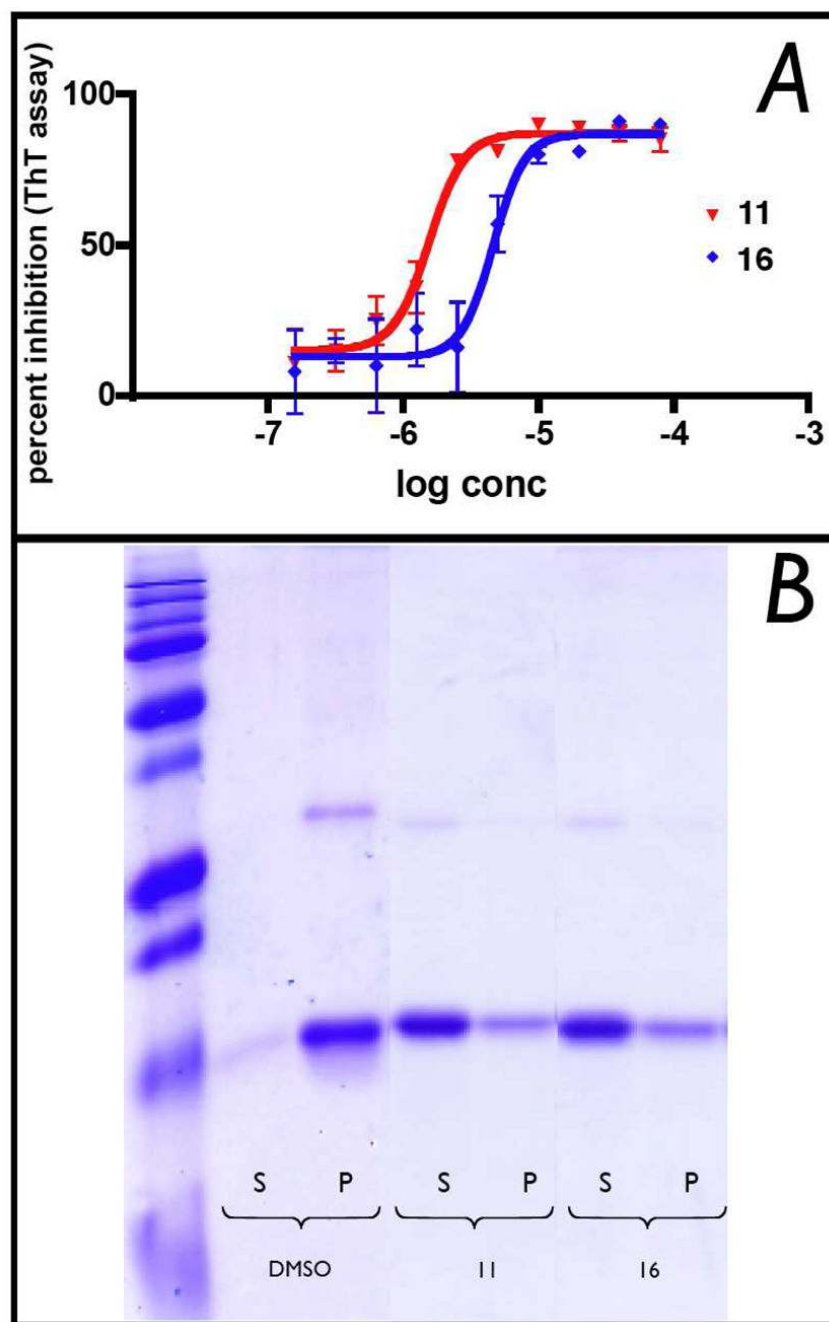 A
percent inhibition (ThT assay)
100
50
0
-7 -6 -5 -4 -3
log conc
11
16
B
S P S P S P
DMSO 11 16